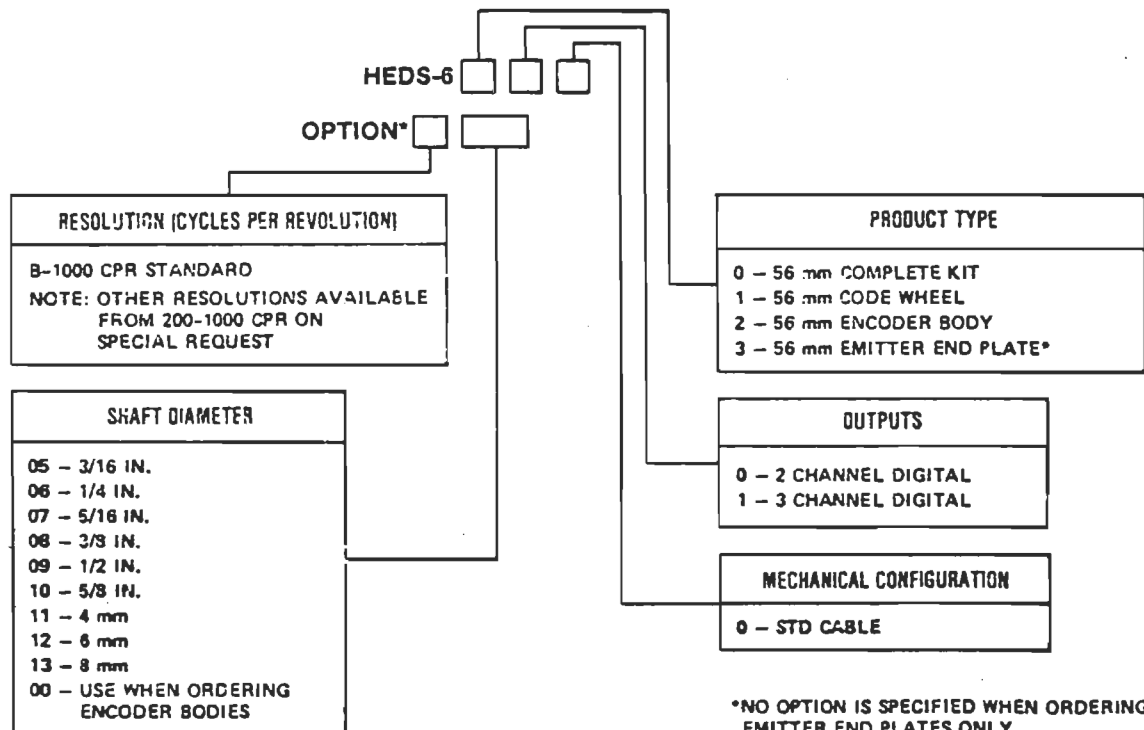 HEDS-6
OPTION*
RESOLUTION (CYCLES PER REVOLUTION)
B-1000 CPR STANDARD
NOTE: OTHER RESOLUTIONS AVAILABLE
FROM 200-1000 CPR ON
SPECIAL REQUEST
SHAFT DIAMETER
05 – 3/16 IN.
06 – 1/4 IN.
07 – 5/16 IN.
08 – 3/8 IN.
09 – 1/2 IN.
10 – 5/8 IN.
11 – 4 mm
12 – 6 mm
13 – 8 mm
00 – USE WHEN ORDERING
ENCODER BODIES
PRODUCT TYPE
0 – 56 mm COMPLETE KIT
1 – 56 mm CODE WHEEL
2 – 56 mm ENCODER BODY
3 – 56 mm EMITTER END PLATE*
OUTPUTS
0 – 2 CHANNEL DIGITAL
1 – 3 CHANNEL DIGITAL
MECHANICAL CONFIGURATION
0 – STD CABLE
*NO OPTION IS SPECIFIED WHEN ORDERING
EMITTER END PLATES ONLY